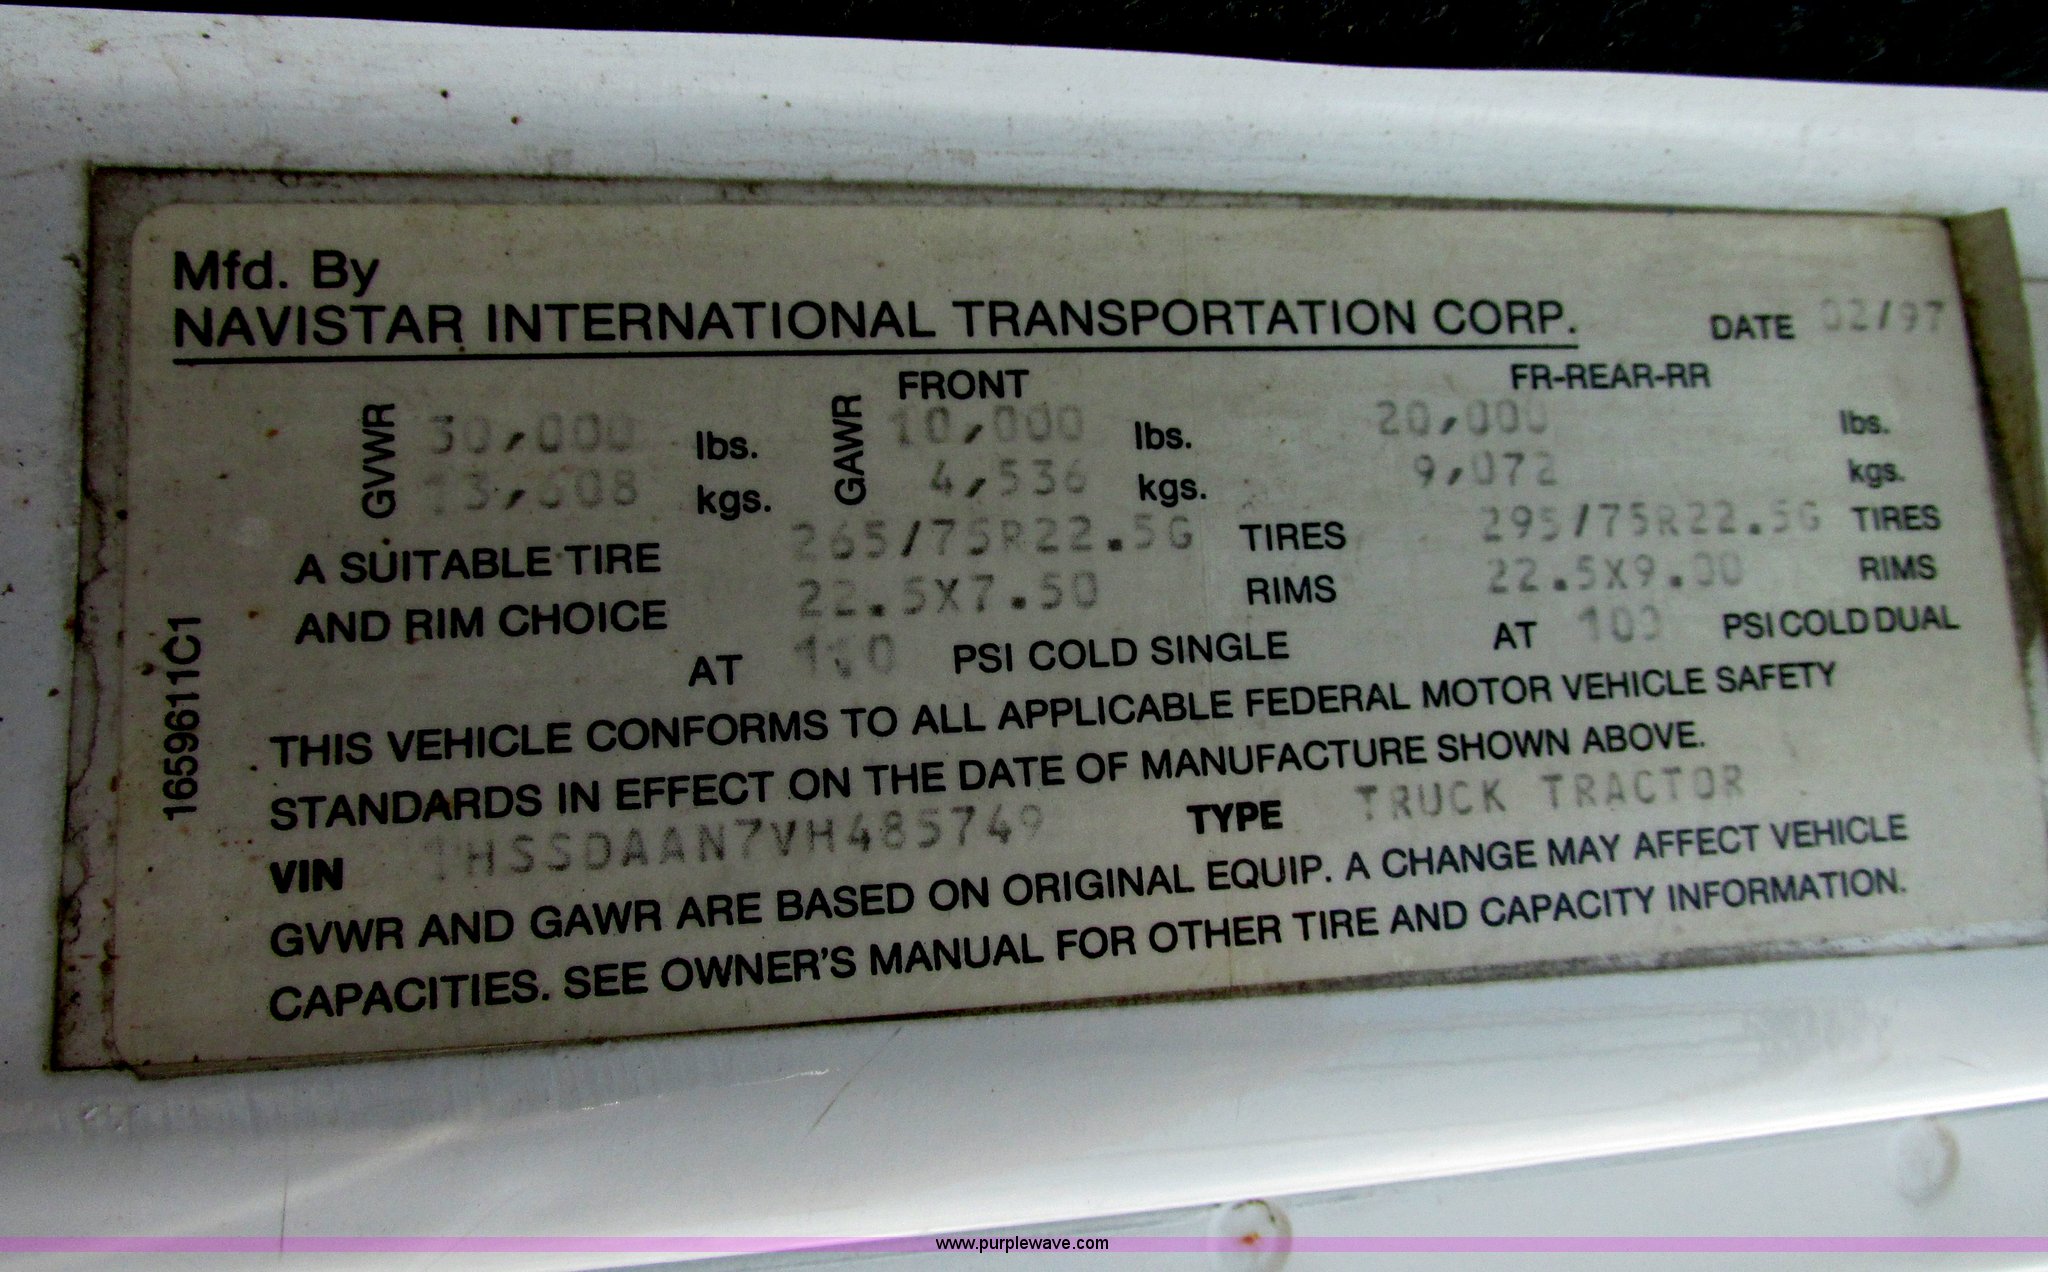 Mfd. By
NAVISTAR INTERNATIONAL TRANSPORTATION CORP. DATE 02/97
FRONT FR-REAR-RR
GVWR 30,000 lbs. GAWR 10,000 lbs. 20,000 lbs.
13,608 kgs. 4,536 kgs. 9,072 kgs.
A SUITABLE TIRE 265/75R22.5G TIRES 295/75R22.5G TIRES
AND RIM CHOICE 22.5X7.50 RIMS 22.5X9.00 RIMS
AT 110 PSI COLD SINGLE AT 100 PSI COLD DUAL
THIS VEHICLE CONFORMS TO ALL APPLICABLE FEDERAL MOTOR VEHICLE SAFETY
STANDARDS IN EFFECT ON THE DATE OF MANUFACTURE SHOWN ABOVE.
VIN 1HSSDAAN7VH485749 TYPE TRUCK TRACTOR
GVWR AND GAWR ARE BASED ON ORIGINAL EQUIP. A CHANGE MAY AFFECT VEHICLE
CAPACITIES. SEE OWNER'S MANUAL FOR OTHER TIRE AND CAPACITY INFORMATION.
1659611C1
www.purplewave.com